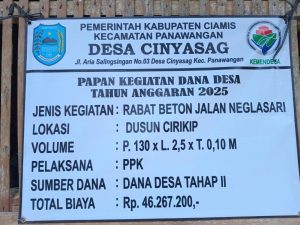 PEMERINTAH KABUPATEN CIAMIS
KECAMATAN PANAWANGAN
DESA CINYASAG
Jl. Aria Salingsingan No.03 Desa Cinyasag Kec. Panawangan
KEMENDESA
PAPAN KEGIATAN DANA DESA
TAHUN ANGGARAN 2025
JENIS KEGIATAN : RABAT BETON JALAN NEGLASARI
LOKASI : DUSUN CIRIKIP
VOLUME : P. 130 x L. 2,5 x T. 0,10 M
PELAKSANA : PPK
SUMBER DANA : DANA DESA TAHAP II
TOTAL BIAYA : Rp. 46.267.200,-